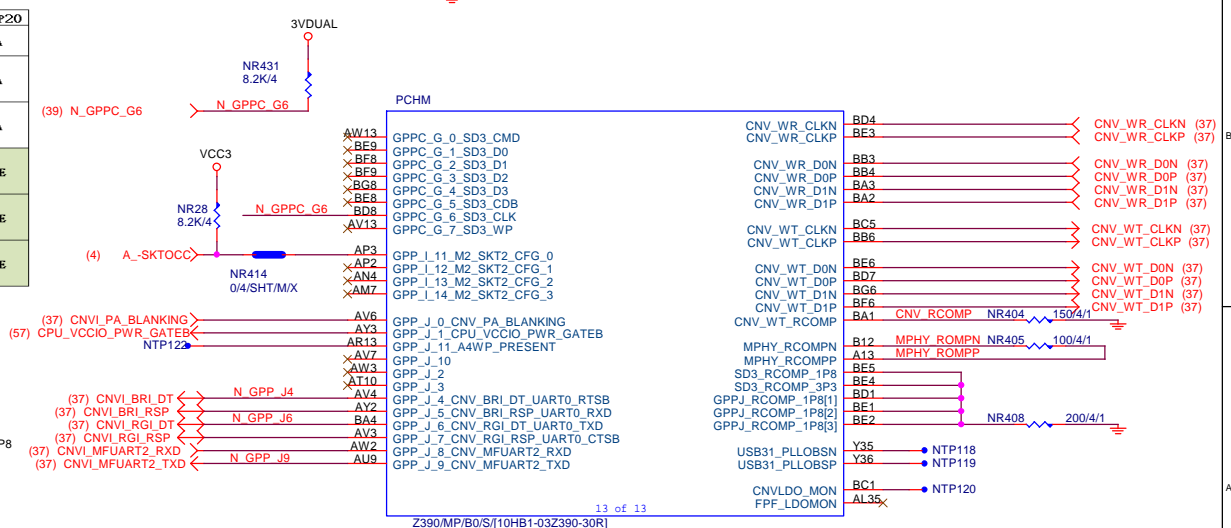 P20
3VDUAL
NR431
8.2K/4
(39) N_GPPC_G6
N_GPPC_G6
PCHM
VCC3
NR28
8.2K/4
N_GPPC_G6
(4) A_-SKTOCC
NR414
0/4/SHT/M/X
AW13 GPPC_G_0_SD3_CMD
BE9 GPPC_G_1_SD3_D0
BF8 GPPC_G_2_SD3_D1
BF9 GPPC_G_3_SD3_D2
BG8 GPPC_G_4_SD3_D3
BE8 GPPC_G_5_SD3_CDB
BD8 GPPC_G_6_SD3_CLK
AV13 GPPC_G_7_SD3_WP
AP3 GPP_I_11_M2_SKT2_CFG_0
AP2 GPP_I_12_M2_SKT2_CFG_1
AN4 GPP_I_13_M2_SKT2_CFG_2
AM7 GPP_I_14_M2_SKT2_CFG_3
(37) CNVI_PA_BLANKING AV6 GPP_J_0_CNV_PA_BLANKING
(57) CPU_VCCIO_PWR_GATEB AY3 GPP_J_1_CPU_VCCIO_PWR_GATEB
NTP122 AR13 GPP_J_11_A4WP_PRESENT
AV7 GPP_J_10
AW3 GPP_J_2
AT10 GPP_J_3
(37) CNVI_BRI_DT N_GPP_J4 AV4 GPP_J_4_CNV_BRI_DT_UART0_RTSB
(37) CNVI_BRI_RSP AY2 GPP_J_5_CNV_BRI_RSP_UART0_RXD
(37) CNVI_RGI_DT N_GPP_J6 BA4 GPP_J_6_CNV_RGI_DT_UART0_TXD
(37) CNVI_RGI_RSP AV3 GPP_J_7_CNV_RGI_RSP_UART0_CTSB
(37) CNVI_MFUART2_RXD AW2 GPP_J_8_CNV_MFUART2_RXD
(37) CNVI_MFUART2_TXD N_GPP_J9 AU9 GPP_J_9_CNV_MFUART2_TXD
P8
CNV_WR_CLKN BD4 CNV_WR_CLKN (37)
CNV_WR_CLKP BE3 CNV_WR_CLKP (37)
CNV_WR_D0N BB3 CNV_WR_D0N (37)
CNV_WR_D0P BB4 CNV_WR_D0P (37)
CNV_WR_D1N BA3 CNV_WR_D1N (37)
CNV_WR_D1P BA2 CNV_WR_D1P (37)
CNV_WT_CLKN BC5 CNV_WT_CLKN (37)
CNV_WT_CLKP BB6 CNV_WT_CLKP (37)
CNV_WT_D0N BE6 CNV_WT_D0N (37)
CNV_WT_D0P BD7 CNV_WT_D0P (37)
CNV_WT_D1N BG6 CNV_WT_D1N (37)
CNV_WT_D1P BF6 CNV_WT_D1P (37)
CNV_WT_RCOMP BA1 CNV_RCOMP NR404 150/4/1
MPHY_RCOMPN B12 MPHY_ROMPN NR405 100/4/1
MPHY_RCOMPP A13 MPHY_ROMPP
SD3_RCOMP_1P8 BE5
SD3_RCOMP_3P3 BE4
GPPJ_RCOMP_1P8[1] BD1
GPPJ_RCOMP_1P8[2] BE1
GPPJ_RCOMP_1P8[3] BE2 NR408 200/4/1
USB31_PLLOBSN Y35 NTP118
USB31_PLLOBSP Y36 NTP119
CNVLDO_MON BC1 NTP120
FPF_LDOMON AL35
13 of 13
Z390/MP/B0/S/[10HB1-03Z390-30R]
B
A